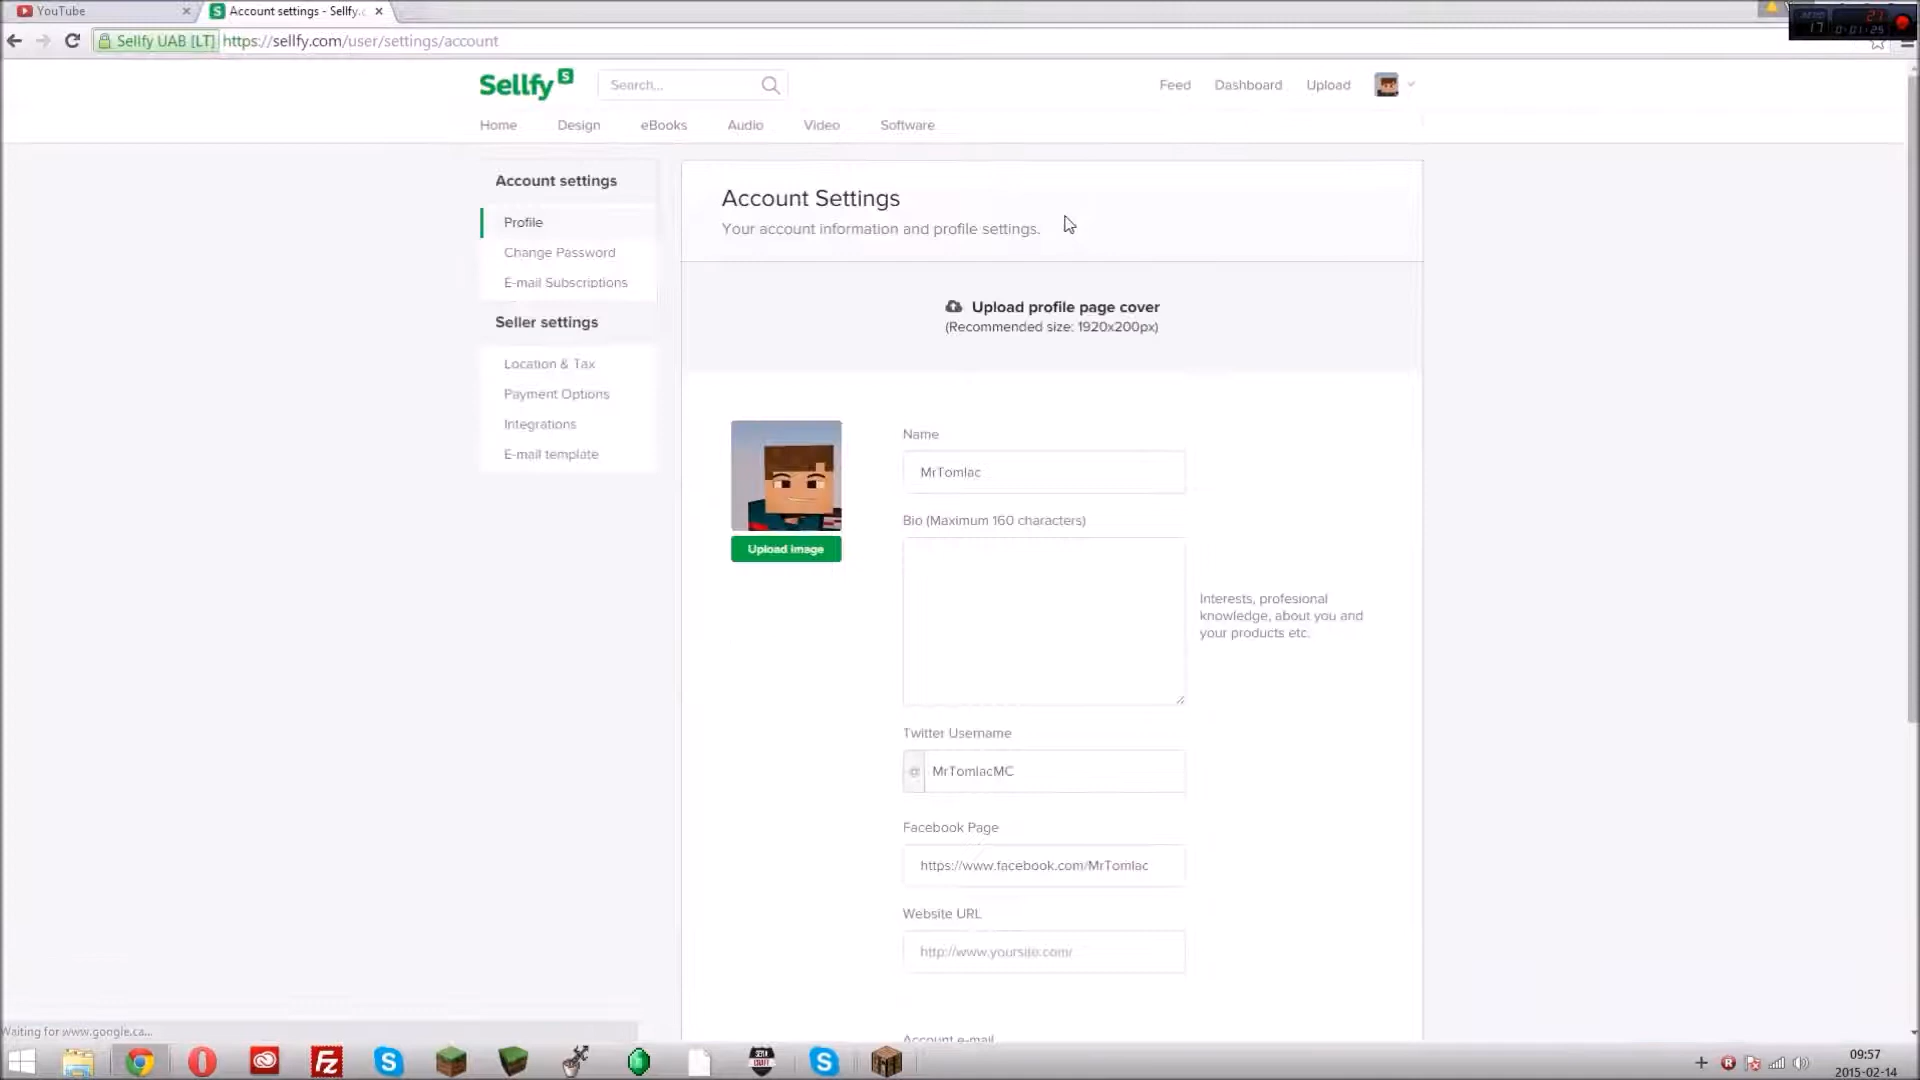 YouTube
Account settings - Sellfy.c
Sellfy UAB [LT] https://sellfy.com/user/settings/account
Sellfy S
Search...
Feed Dashboard Upload
Home Design eBooks Audio Video Software
Account settings
Profile
Change Password
E-mail Subscriptions
Seller settings
Location & Tax
Payment Options
Integrations
E-mail template
Account Settings
Your account information and profile settings.
Upload profile page cover
(Recommended size: 1920x200px)
Upload Image
Name
MrTomlac
Bio (Maximum 160 characters)
Interests, profesional
knowledge, about you and
your products etc.
Twitter Username
@ MrTomlacMC
Facebook Page
https://www.facebook.com/MrTomlac
Website URL
http://www.yoursite.com/
Account e-mail
Waiting for www.google.ca...
09:57
2015-02-14